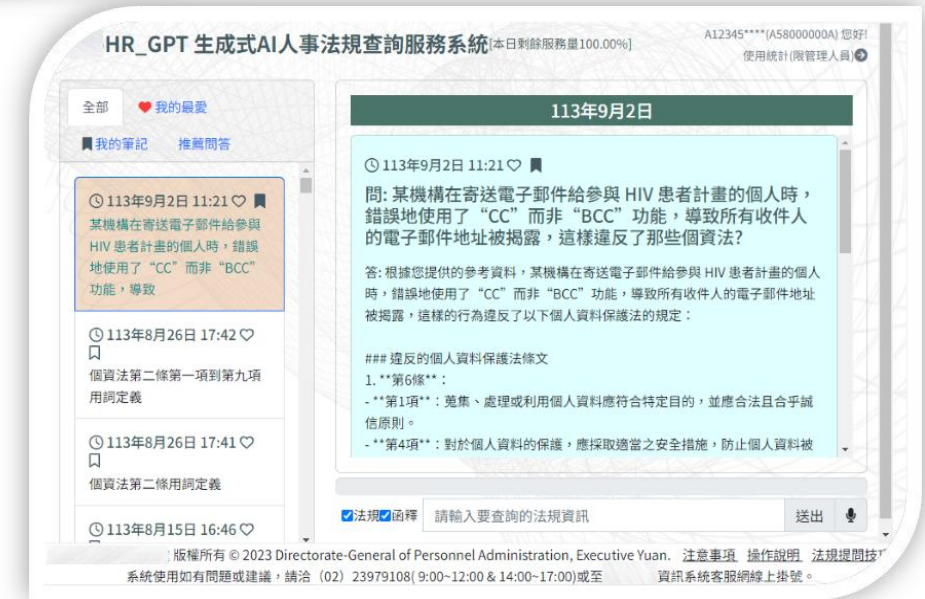 HR_GPT 生成式AI人事法規查詢服務系統[本日剩餘服務量100.00%]
A12345****(A58000000A) 您好!
使用統計(限管理人員)
全部 我的最愛
我的筆記 推薦問答
113年9月2日 11:21
某機構在寄送電子郵件給參與
HIV 患者計畫的個人時，錯誤
地使用了 “CC” 而非 “BCC”
功能，導致
113年8月26日 17:42
個資法第二條第一項到第九項
用詞定義
113年8月26日 17:41
個資法第二條用詞定義
113年8月15日 16:46
113年9月2日
113年9月2日 11:21
問: 某機構在寄送電子郵件給參與 HIV 患者計畫的個人時，
錯誤地使用了 “CC” 而非 “BCC” 功能，導致所有收件人
的電子郵件地址被揭露，這樣違反了那些個資法?
答: 根據您提供的參考資料，某機構在寄送電子郵件給參與 HIV 患者計畫的個人
時，錯誤地使用了 “CC” 而非 “BCC” 功能，導致所有收件人的電子郵件地址
被揭露，這樣的行為違反了以下個人資料保護法的規定：
### 違反的個人資料保護法條文
1. **第6條**：
- **第1項**：蒐集、處理或利用個人資料應符合特定目的，並應合法且合乎誠
信原則。
- **第4項**：對於個人資料的保護，應採取適當之安全措施，防止個人資料被
法規 函釋 請輸入要查詢的法規資訊 送出
版權所有 © 2023 Directorate-General of Personnel Administration, Executive Yuan. 注意事項 操作說明 法規提問技
系統使用如有問題或建議，請洽（02）23979108( 9:00~12:00 & 14:00~17:00)或至 資訊系統客服網線上掛號。